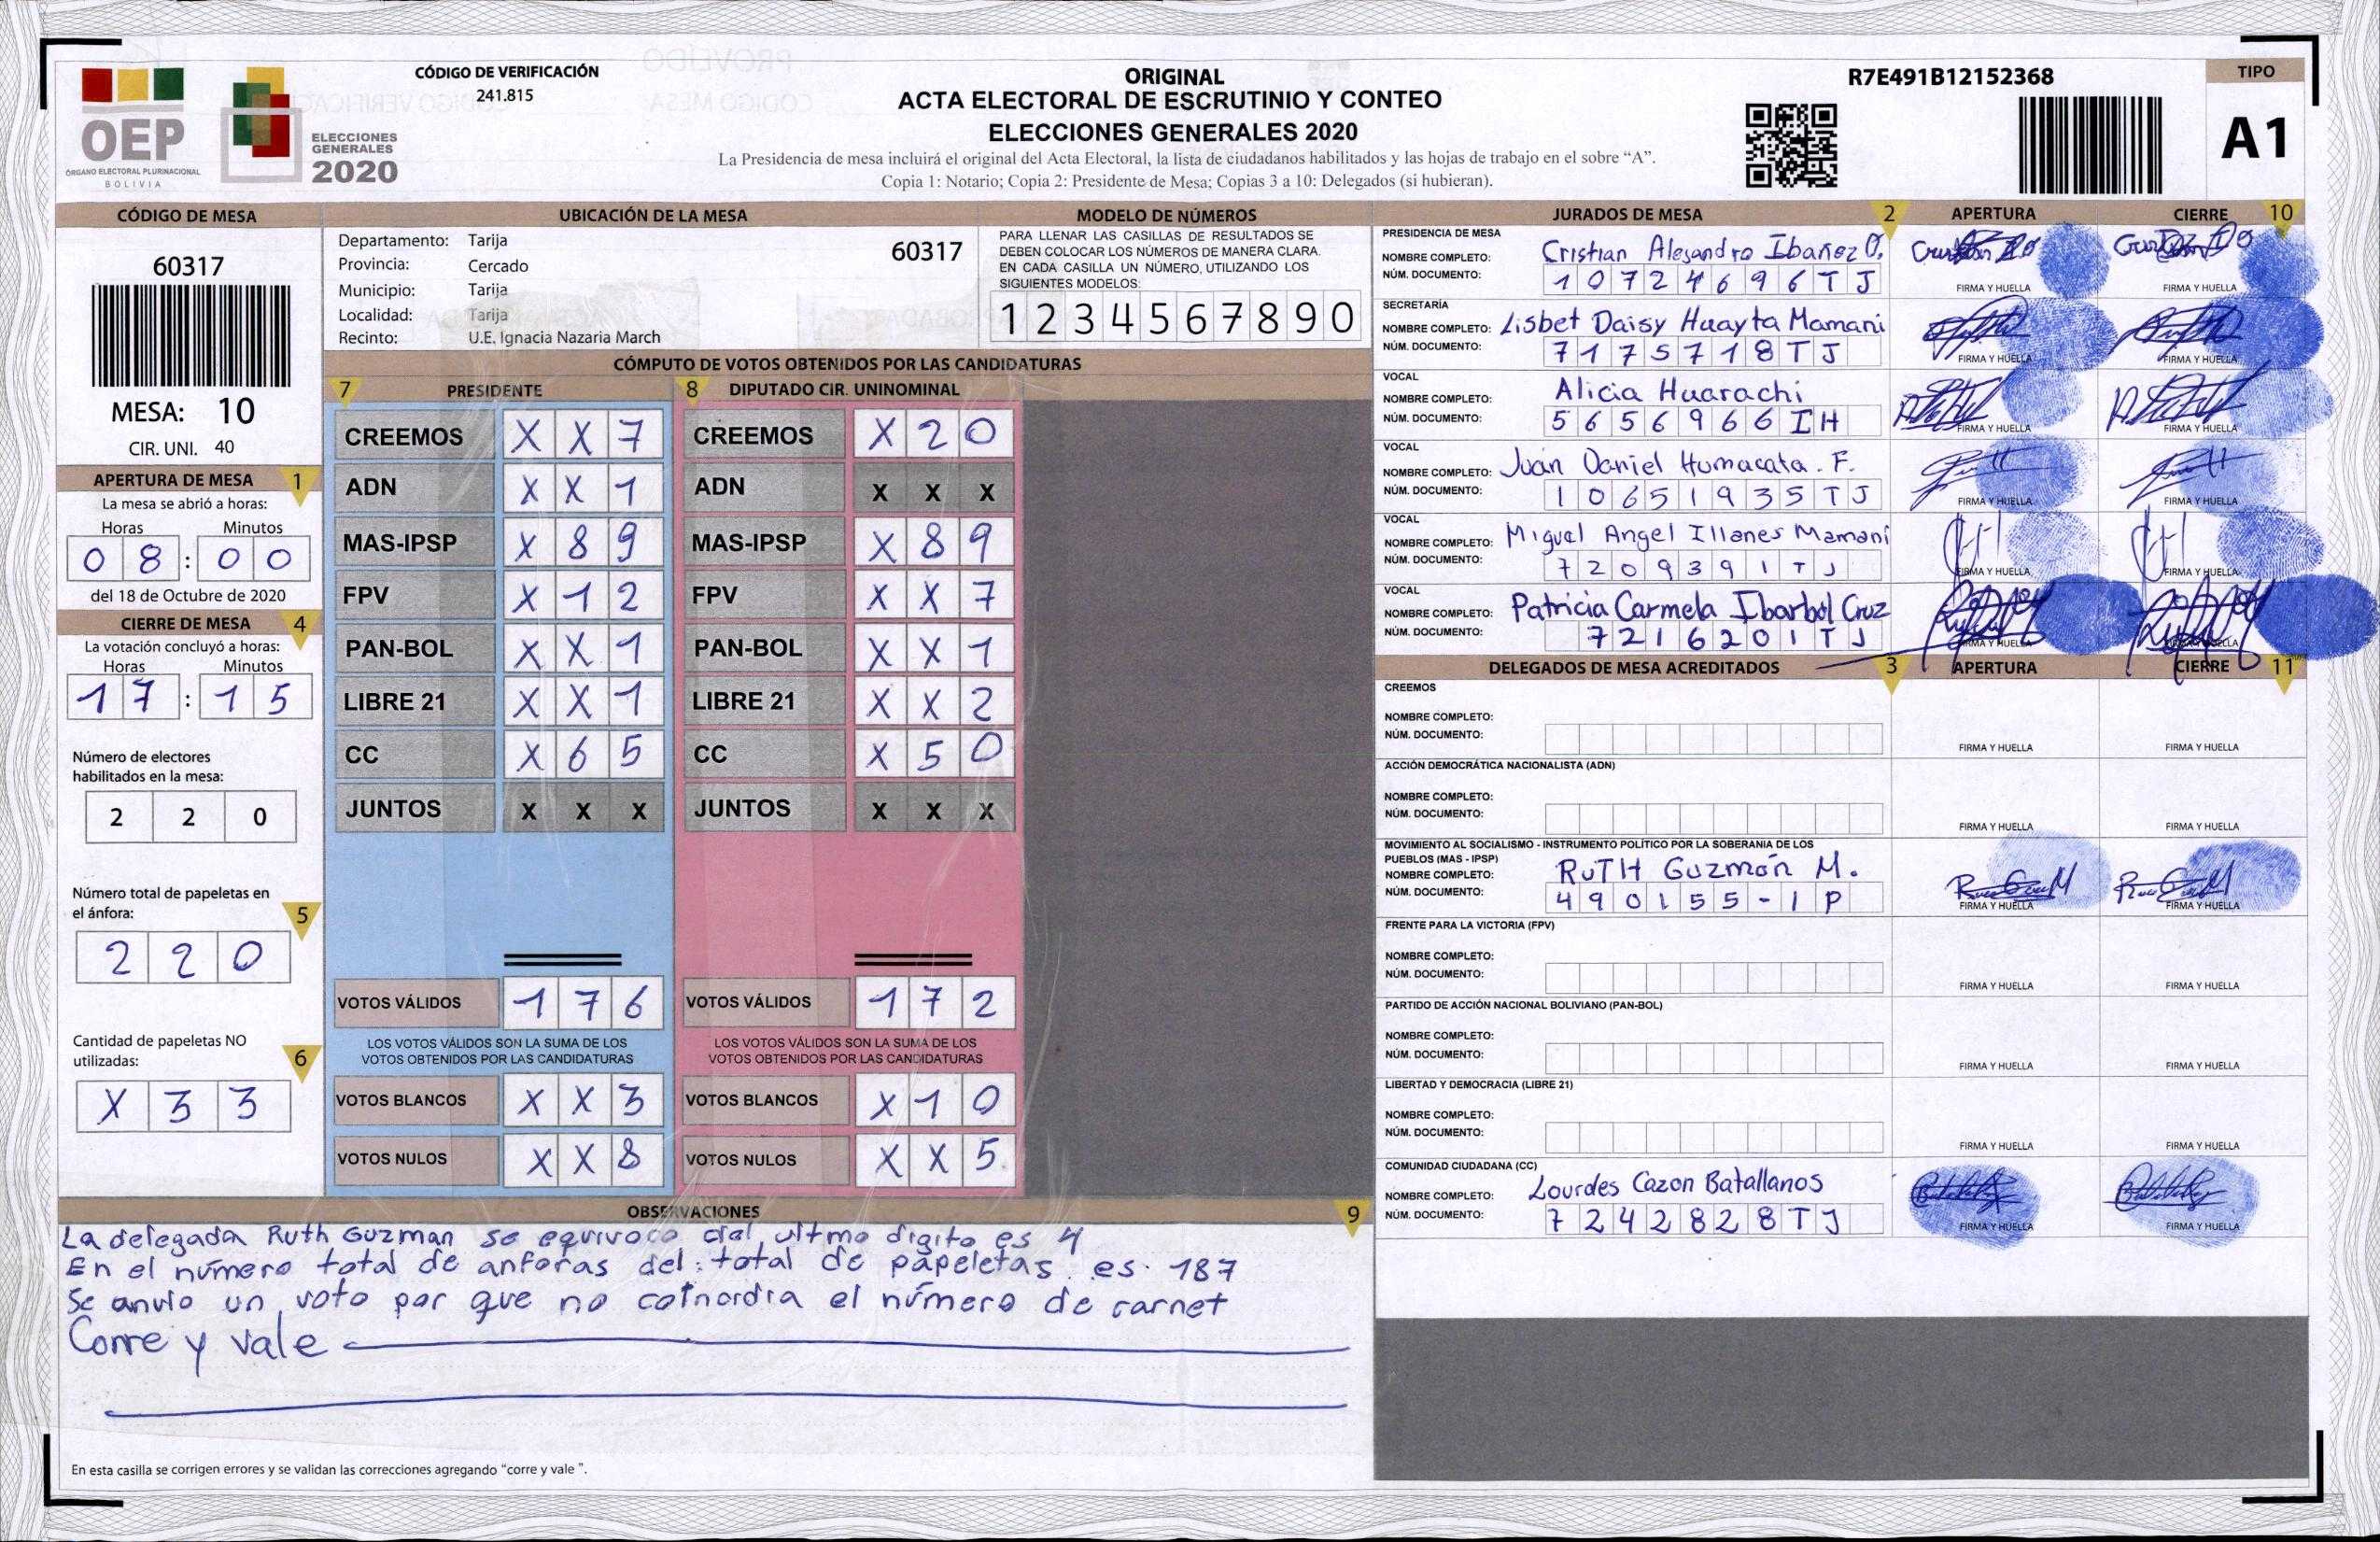 CÓDIGO DE VERIFICACIÓN
241.815
OEP
ÓRGANO ELECTORAL PLURINACIONAL
BOLIVIA
ELECCIONES
GENERALES
2020
ORIGINAL
ACTA ELECTORAL DE ESCRUTINIO Y CONTEO
ELECCIONES GENERALES 2020
La Presidencia de mesa incluirá el original del Acta Electoral, la lista de ciudadanos habilitados y las hojas de trabajo en el sobre “A”.
Copia 1: Notario; Copia 2: Presidente de Mesa; Copias 3 a 10: Delegados (si hubieran).
R7E491B12152368
TIPO
A1
CÓDIGO DE MESA
60317
MESA: 10
CIR. UNI. 40
APERTURA DE MESA 1
La mesa se abrió a horas:
Horas Minutos
0 8 : 0 0
del 18 de Octubre de 2020
CIERRE DE MESA 4
La votación concluyó a horas:
Horas Minutos
1 7 : 1 5
Número de electores
habilitados en la mesa:
2 2 0
Número total de papeletas en
el ánfora: 5
2 2 0
Cantidad de papeletas NO
utilizadas: 6
X 3 3
UBICACIÓN DE LA MESA
Departamento: Tarija 60317
Provincia: Cercado
Municipio: Tarija
Localidad: Tarija
Recinto: U.E. Ignacia Nazaria March
MODELO DE NÚMEROS
PARA LLENAR LAS CASILLAS DE RESULTADOS SE
DEBEN COLOCAR LOS NÚMEROS DE MANERA CLARA.
EN CADA CASILLA UN NÚMERO, UTILIZANDO LOS
SIGUIENTES MODELOS:
1 2 3 4 5 6 7 8 9 0
CÓMPUTO DE VOTOS OBTENIDOS POR LAS CANDIDATURAS
7 PRESIDENTE 8 DIPUTADO CIR. UNINOMINAL
CREEMOS X X 7 CREEMOS X 2 0
ADN X X 1 ADN X X X
MAS-IPSP X 8 9 MAS-IPSP X 8 9
FPV X 1 2 FPV X X 7
PAN-BOL X X 1 PAN-BOL X X 1
LIBRE 21 X X 1 LIBRE 21 X X 2
CC X 6 5 CC X 5 0
JUNTOS X X X JUNTOS X X X
VOTOS VÁLIDOS 1 7 6 VOTOS VÁLIDOS 1 7 2
LOS VOTOS VÁLIDOS SON LA SUMA DE LOS LOS VOTOS VÁLIDOS SON LA SUMA DE LOS
VOTOS OBTENIDOS POR LAS CANDIDATURAS VOTOS OBTENIDOS POR LAS CANDIDATURAS
VOTOS BLANCOS X X 3 VOTOS BLANCOS X 1 0
VOTOS NULOS X X 8 VOTOS NULOS X X 5
OBSERVACIONES 9
La delegada Ruth Guzman se equivoco ultmo digito es 4
En el número total de anforas del total de papeletas es 187
Se anulo un voto por que no el número de carnet
Corre y vale
En esta casilla se corrigen errores y se validan las correcciones agregando “corre y vale ”.
JURADOS DE MESA 2 APERTURA CIERRE 10
PRESIDENCIA DE MESA
NOMBRE COMPLETO: Cristian Alejandro Ibañez O.
NÚM. DOCUMENTO: 1 0 7 2 4 6 9 6 T J
FIRMA Y HUELLA FIRMA Y HUELLA
SECRETARÍA
NOMBRE COMPLETO: Lisbet Daisy Huayta Mamani
NÚM. DOCUMENTO: 7 1 7 5 7 1 8 T J
FIRMA Y HUELLA FIRMA Y HUELLA
VOCAL
NOMBRE COMPLETO: Alicia Huarachi
NÚM. DOCUMENTO: 5 6 5 6 9 6 6 I H
FIRMA Y HUELLA FIRMA Y HUELLA
VOCAL
NOMBRE COMPLETO: Juan Daniel Humacata. F.
NÚM. DOCUMENTO: 1 0 6 5 1 9 3 5 T J
FIRMA Y HUELLA FIRMA Y HUELLA
VOCAL
NOMBRE COMPLETO: Miguel Angel Illanes Mamani
NÚM. DOCUMENTO: 7 2 0 9 3 9 1 T J
FIRMA Y HUELLA FIRMA Y HUELLA
VOCAL
NOMBRE COMPLETO: Patricia Carmela Ibarbol Cruz
NÚM. DOCUMENTO: 7 2 1 6 2 0 1 T J
FIRMA Y HUELLA FIRMA Y HUELLA
DELEGADOS DE MESA ACREDITADOS 3 APERTURA CIERRE 11
CREEMOS
NOMBRE COMPLETO:
NÚM. DOCUMENTO:
FIRMA Y HUELLA FIRMA Y HUELLA
ACCIÓN DEMOCRÁTICA NACIONALISTA (ADN)
NOMBRE COMPLETO:
NÚM. DOCUMENTO:
FIRMA Y HUELLA FIRMA Y HUELLA
MOVIMIENTO AL SOCIALISMO - INSTRUMENTO POLÍTICO POR LA SOBERANIA DE LOS
PUEBLOS (MAS - IPSP)
NOMBRE COMPLETO: RUTH Guzmán M.
NÚM. DOCUMENTO: 4 9 0 1 5 5 - 1 P
FIRMA Y HUELLA FIRMA Y HUELLA
FRENTE PARA LA VICTORIA (FPV)
NOMBRE COMPLETO:
NÚM. DOCUMENTO:
FIRMA Y HUELLA FIRMA Y HUELLA
PARTIDO DE ACCIÓN NACIONAL BOLIVIANO (PAN-BOL)
NOMBRE COMPLETO:
NÚM. DOCUMENTO:
FIRMA Y HUELLA FIRMA Y HUELLA
LIBERTAD Y DEMOCRACIA (LIBRE 21)
NOMBRE COMPLETO:
NÚM. DOCUMENTO:
FIRMA Y HUELLA FIRMA Y HUELLA
COMUNIDAD CIUDADANA (CC)
NOMBRE COMPLETO: Lourdes Cazon Batallanos
NÚM. DOCUMENTO: 7 2 4 2 8 2 8 T J
FIRMA Y HUELLA FIRMA Y HUELLA